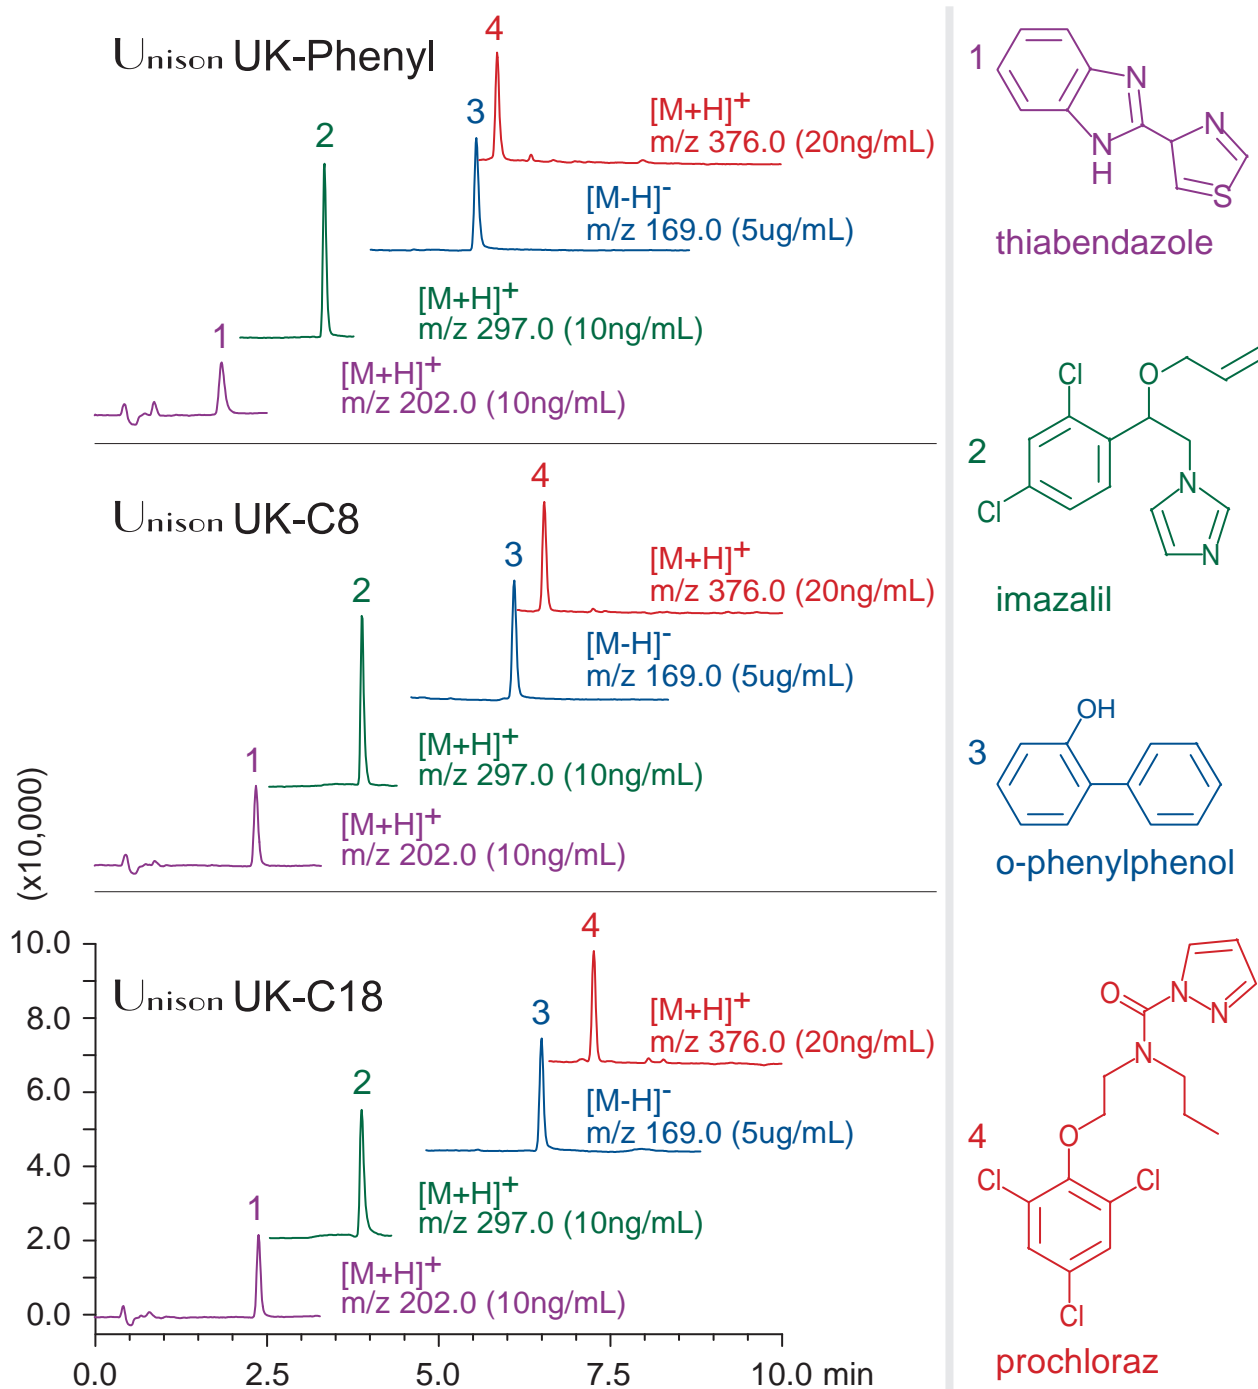 Unison UK-Phenyl
4
[M+H]+
m/z 376.0 (20ng/mL)
3
[M-H]-
m/z 169.0 (5ug/mL)
2
[M+H]+
m/z 297.0 (10ng/mL)
1
[M+H]+
m/z 202.0 (10ng/mL)
Unison UK-C8
4
[M+H]+
m/z 376.0 (20ng/mL)
3
[M-H]-
m/z 169.0 (5ug/mL)
2
[M+H]+
m/z 297.0 (10ng/mL)
1
[M+H]+
m/z 202.0 (10ng/mL)
(x10,000)
Unison UK-C18
4
[M+H]+
m/z 376.0 (20ng/mL)
3
[M-H]-
m/z 169.0 (5ug/mL)
2
[M+H]+
m/z 297.0 (10ng/mL)
1
[M+H]+
m/z 202.0 (10ng/mL)
10.0
8.0
6.0
4.0
2.0
0.0
0.0 2.5 5.0 7.5 10.0 min
1
N
N
N
H
S
thiabendazole
2
Cl
O
Cl
N
N
imazalil
3
OH
o-phenylphenol
4
O
N
N
N
O
Cl
Cl
Cl
prochloraz